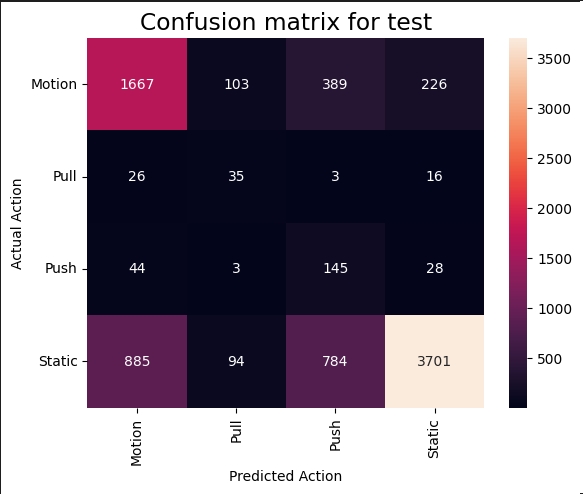 Confusion matrix for test
Motion 1667 103 389 226
Pull 26 35 3 16
Push 44 3 145 28
Static 885 94 784 3701
Motion Pull Push Static
Predicted Action
Actual Action
3500
3000
2500
2000
1500
1000
500